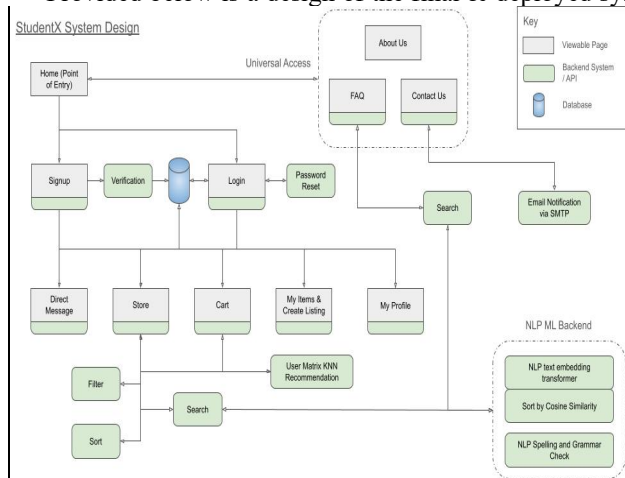 StudentX System Design
Key
Viewable Page
Backend System
/ API
Database
About Us
Universal Access
Home (Point
of Entry)
FAQ
Contact Us
Signup
Verification
Login
Password
Reset
Search
Email Notification
via SMTP
Direct
Message
Store
Cart
My Items &
Create Listing
My Profile
NLP ML Backend
User Matrix KNN
Recommendation
Filter
NLP text embedding
transformer
Search
Sort by Cosine Similarity
Sort
NLP Spelling and Grammar
Check